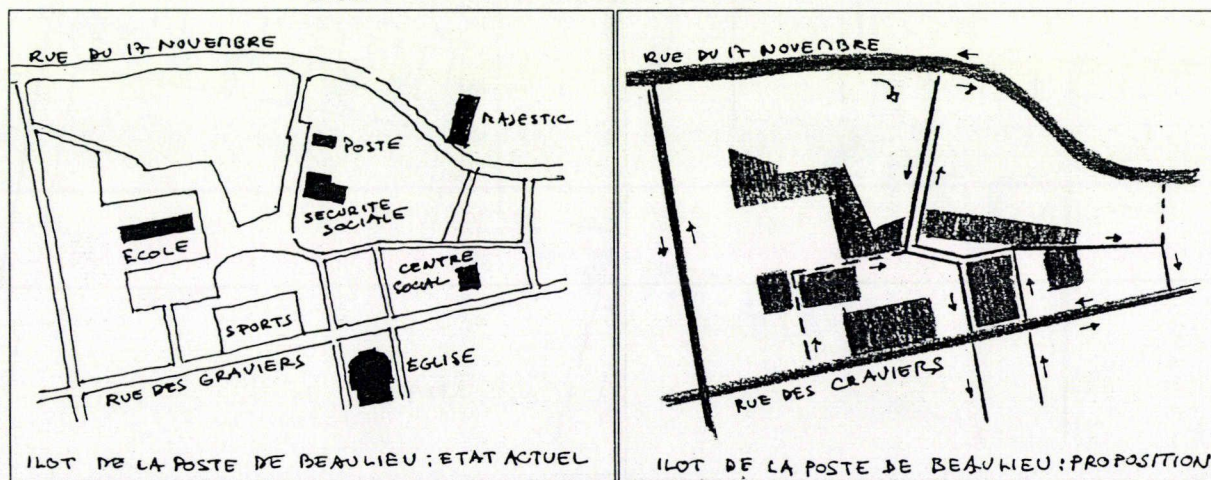 RUE DU 17 NOVEMBRE
MAJESTIC
POSTE
SECURITE
SOCIALE
ECOLE
CENTRE
SOCIAL
SPORTS
EGLISE
RUE DES GRAVIERS
ILOT DE LA POSTE DE BEAULIEU : ETAT ACTUEL
RUE DU 17 NOVEMBRE
RUE DES GRAVIERS
ILOT DE LA POSTE DE BEAULIEU : PROPOSITION